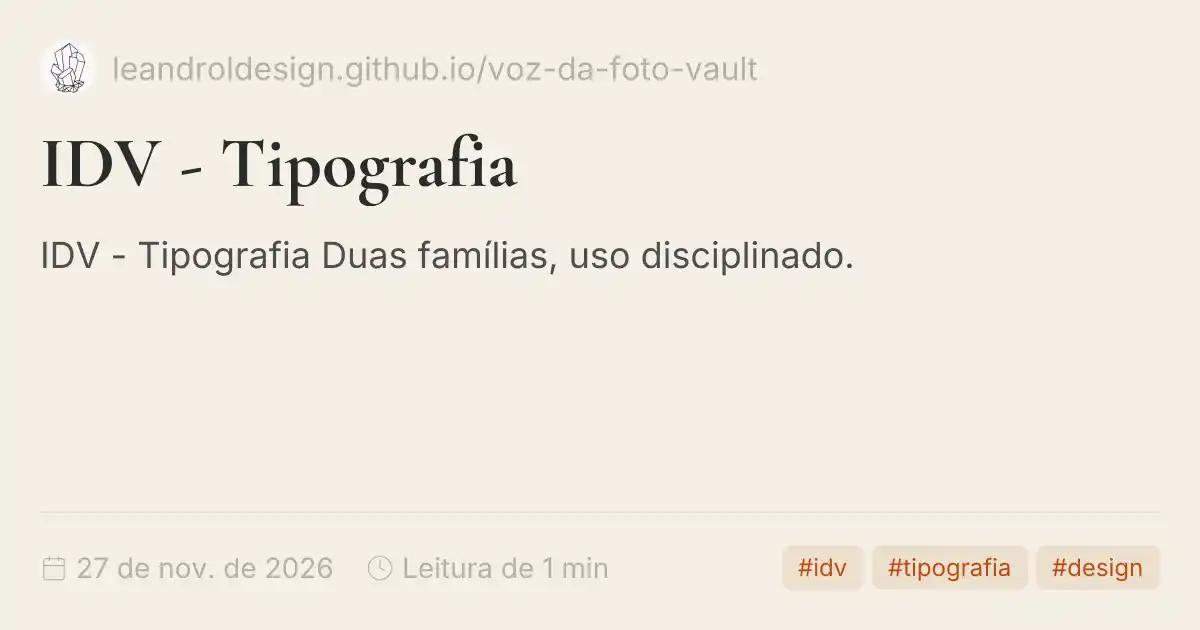 leandroldesign.github.io/voz-da-foto-vault
IDV - Tipografia
IDV - Tipografia Duas famílias, uso disciplinado.
27 de nov. de 2026 Leitura de 1 min #idv #tipografia #design